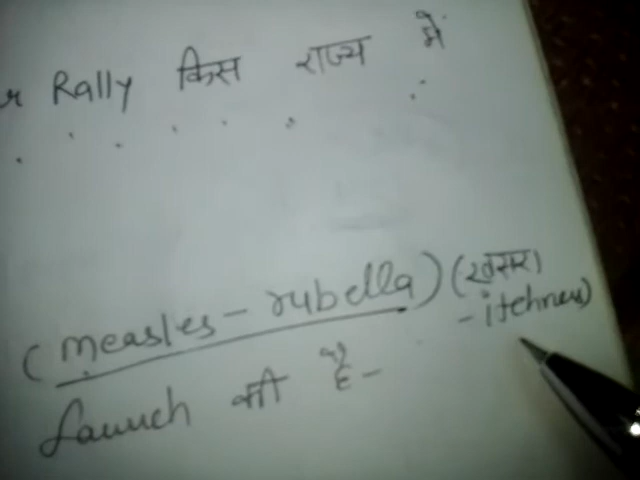 Rally किस राज्य में
(measles - rubella) (खसरा
- itchness)
Launch की है -